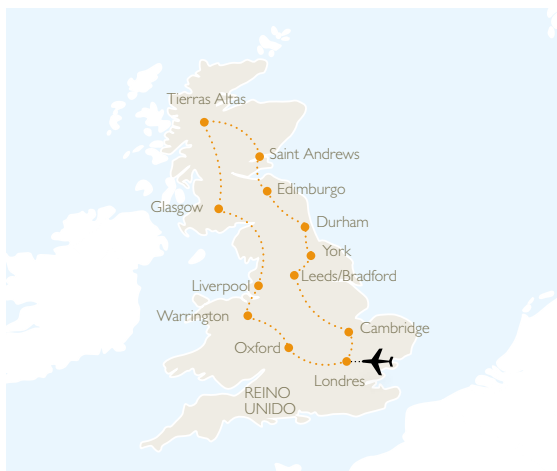 Tierras Altas
Saint Andrews
Edimburgo
Glasgow
Durham
York
Leeds/Bradford
Liverpool
Warrington
Cambridge
Oxford
Londres
REINO
UNIDO